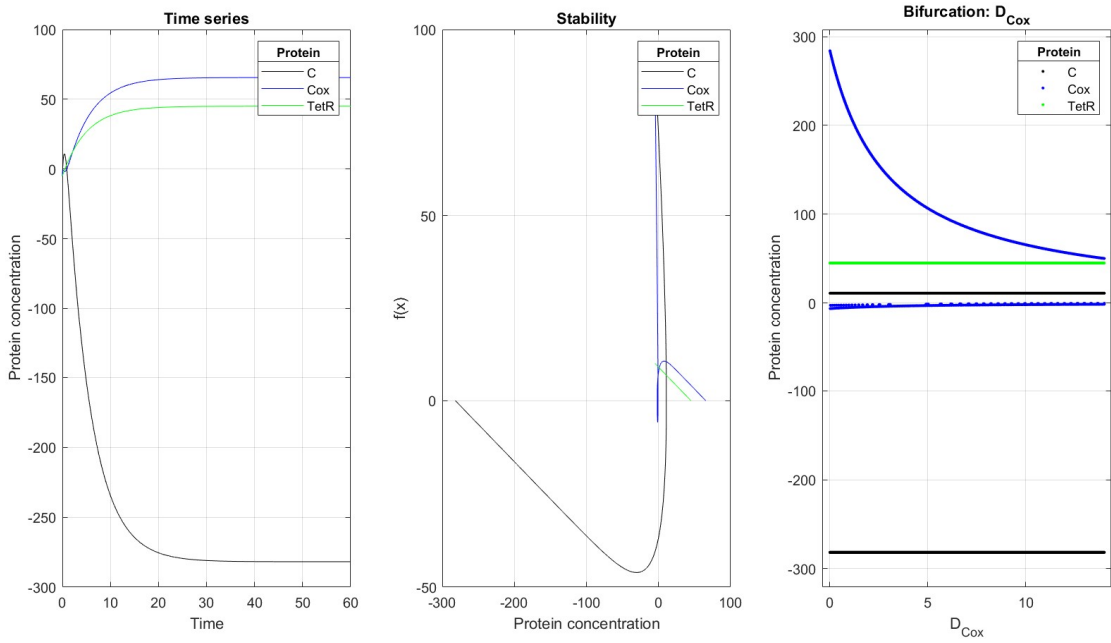 Time series
Protein concentration
100
50
0
-50
-100
-150
-200
-250
-300
0
10
20
30
40
50
60
Time
Protein
C
Cox
TetR
Stability
f(x)
100
50
0
-50
-300
-200
-100
0
100
Protein concentration
Protein
C
Cox
TetR
Bifurcation: D_Cox
Protein concentration
300
200
100
0
-100
-200
-300
0
5
10
D_Cox
Protein
C
Cox
TetR